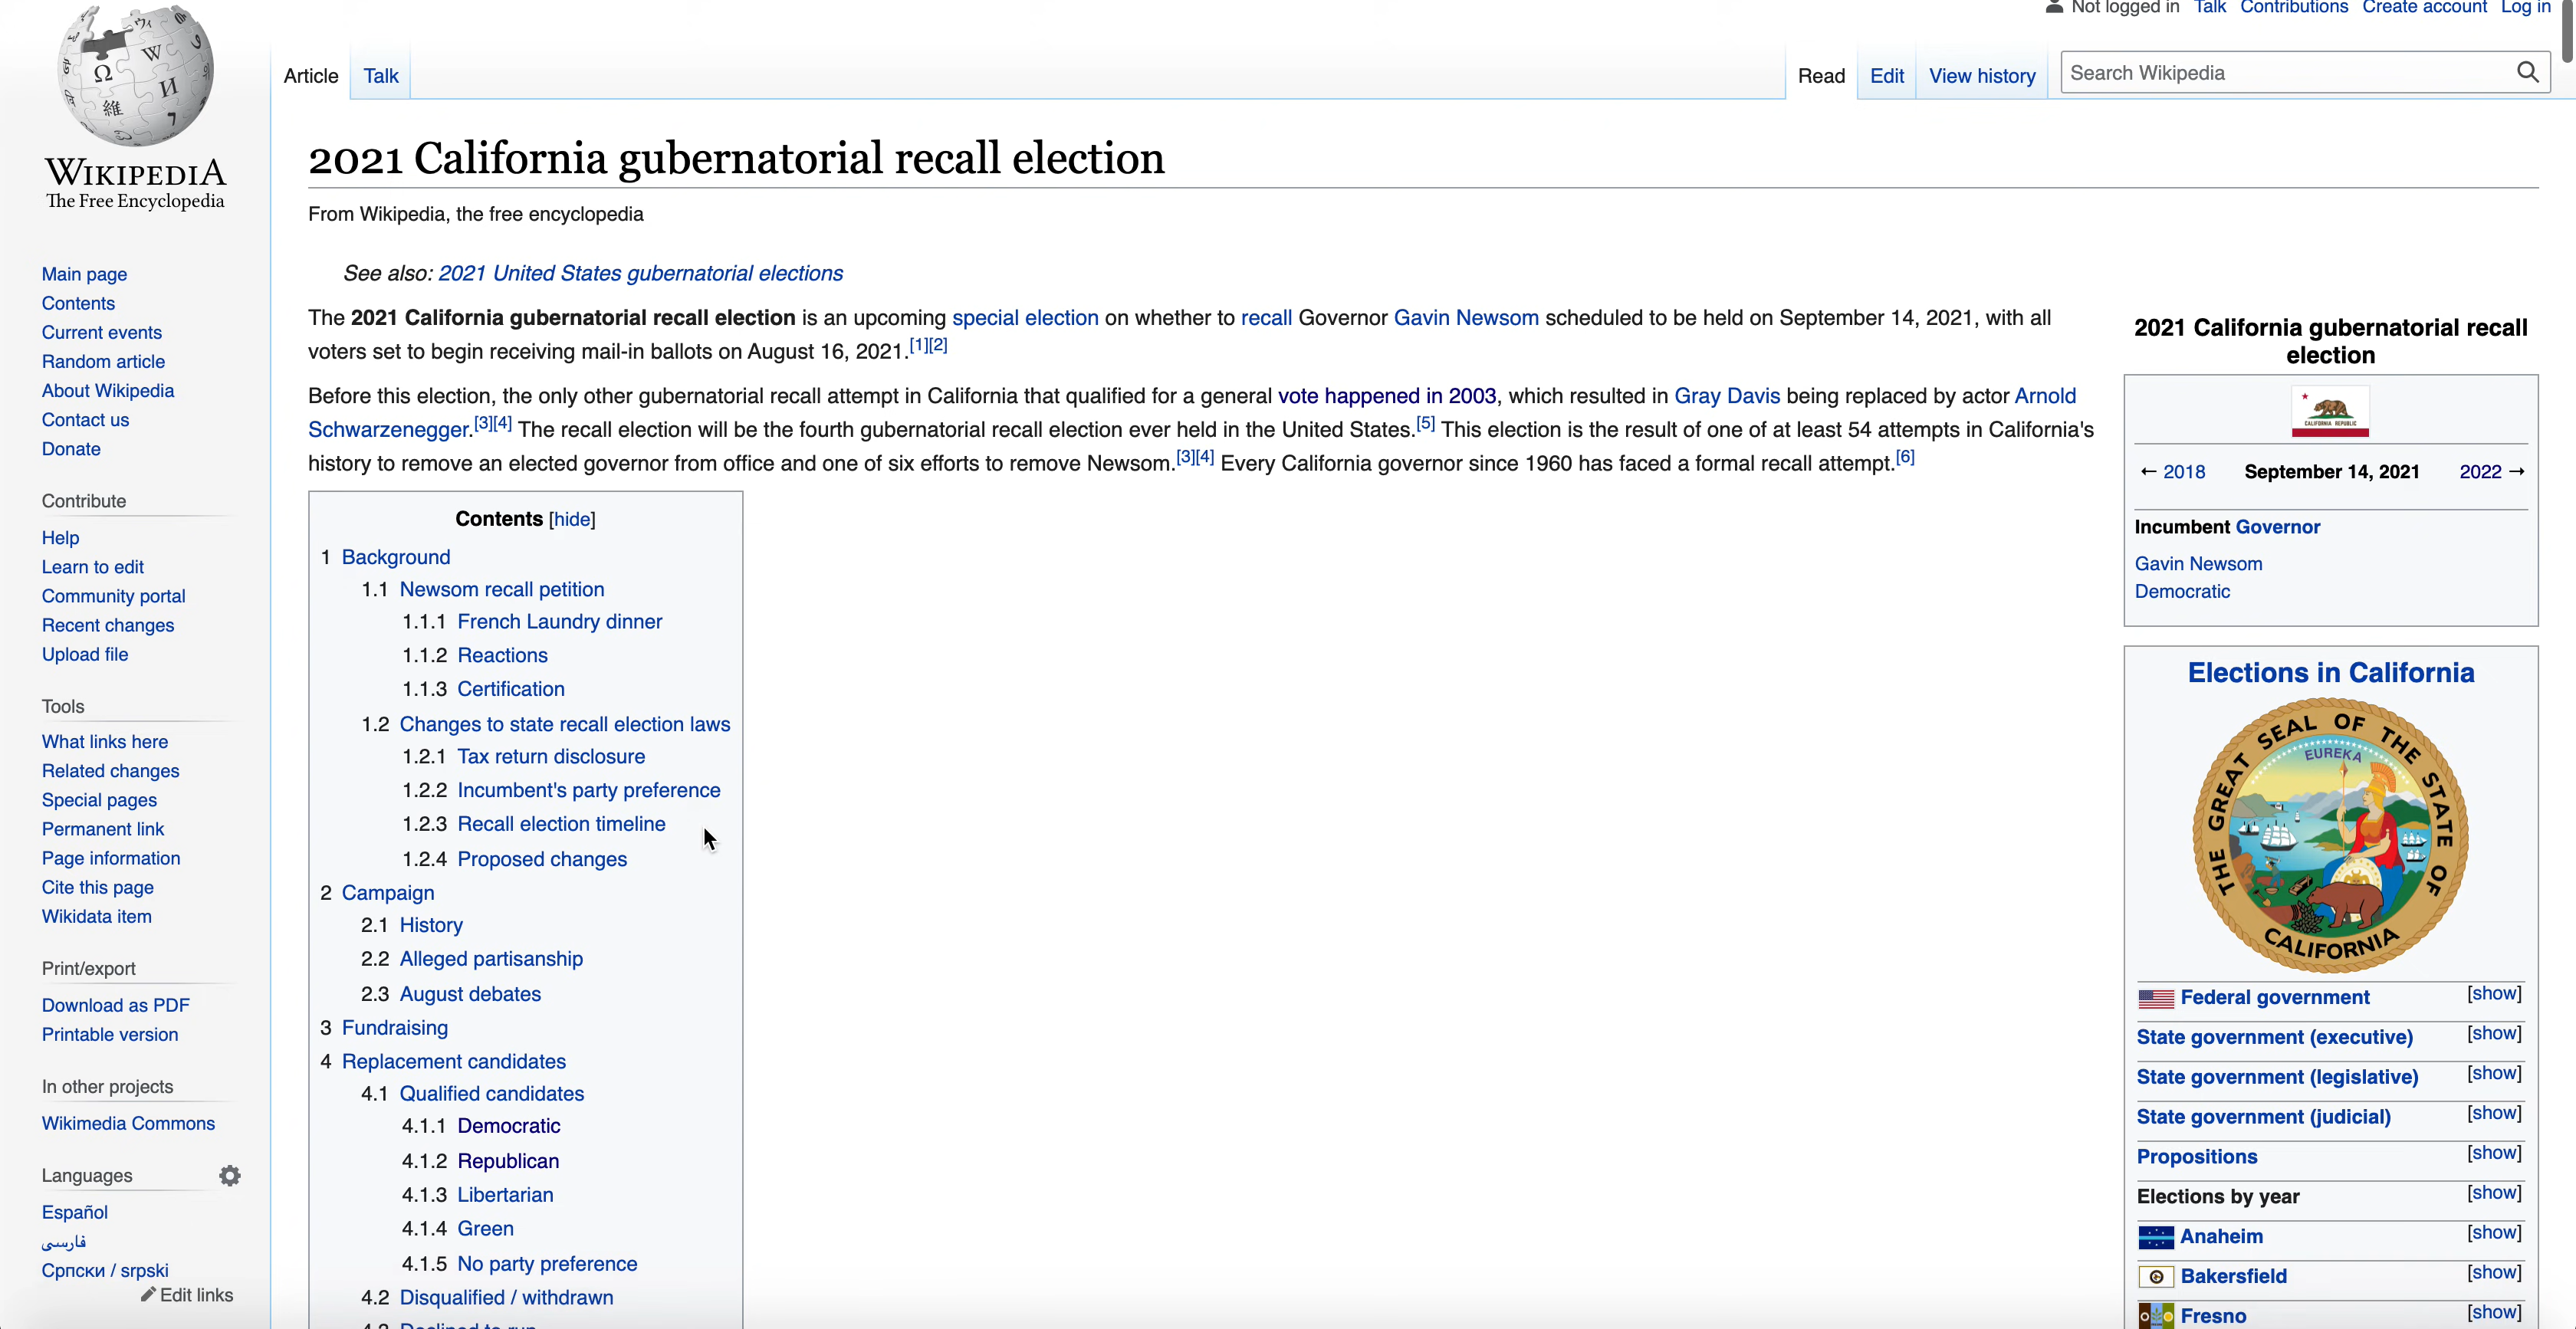 Not logged in Talk Contributions Create account Log in
Article Talk Read Edit View history Search Wikipedia
WIKIPEDIA
The Free Encyclopedia
Main page
Contents
Current events
Random article
About Wikipedia
Contact us
Donate
Contribute
Help
Learn to edit
Community portal
Recent changes
Upload file
Tools
What links here
Related changes
Special pages
Permanent link
Page information
Cite this page
Wikidata item
Print/export
Download as PDF
Printable version
In other projects
Wikimedia Commons
Languages
Español
فارسی
Српски / srpski
Edit links
2021 California gubernatorial recall election
From Wikipedia, the free encyclopedia
See also: 2021 United States gubernatorial elections
The 2021 California gubernatorial recall election is an upcoming special election on whether to recall Governor Gavin Newsom scheduled to be held on September 14, 2021, with all
voters set to begin receiving mail-in ballots on August 16, 2021.[1][2]
Before this election, the only other gubernatorial recall attempt in California that qualified for a general vote happened in 2003, which resulted in Gray Davis being replaced by actor Arnold
Schwarzenegger.[3][4] The recall election will be the fourth gubernatorial recall election ever held in the United States.[5] This election is the result of one of at least 54 attempts in California's
history to remove an elected governor from office and one of six efforts to remove Newsom.[3][4] Every California governor since 1960 has faced a formal recall attempt.[6]
Contents [hide]
1 Background
1.1 Newsom recall petition
1.1.1 French Laundry dinner
1.1.2 Reactions
1.1.3 Certification
1.2 Changes to state recall election laws
1.2.1 Tax return disclosure
1.2.2 Incumbent's party preference
1.2.3 Recall election timeline
1.2.4 Proposed changes
2 Campaign
2.1 History
2.2 Alleged partisanship
2.3 August debates
3 Fundraising
4 Replacement candidates
4.1 Qualified candidates
4.1.1 Democratic
4.1.2 Republican
4.1.3 Libertarian
4.1.4 Green
4.1.5 No party preference
4.2 Disqualified / withdrawn
2021 California gubernatorial recall
election
CALIFORNIA REPUBLIC
← 2018 September 14, 2021 2022 →
Incumbent Governor
Gavin Newsom
Democratic
Elections in California
THE GREAT SEAL OF THE STATE OF CALIFORNIA
EUREKA
Federal government [show]
State government (executive) [show]
State government (legislative) [show]
State government (judicial) [show]
Propositions [show]
Elections by year [show]
Anaheim [show]
Bakersfield [show]
Fresno [show]